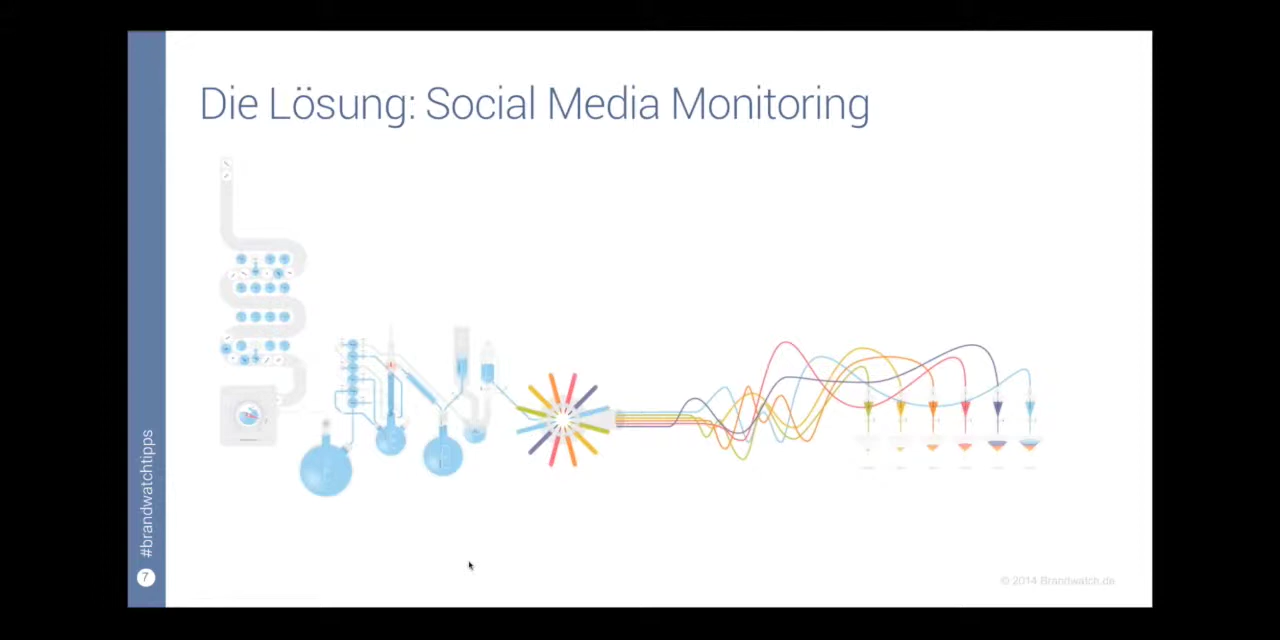 Die Lösung: Social Media Monitoring
#brandwatchtipps
7
© 2014 Brandwatch.de